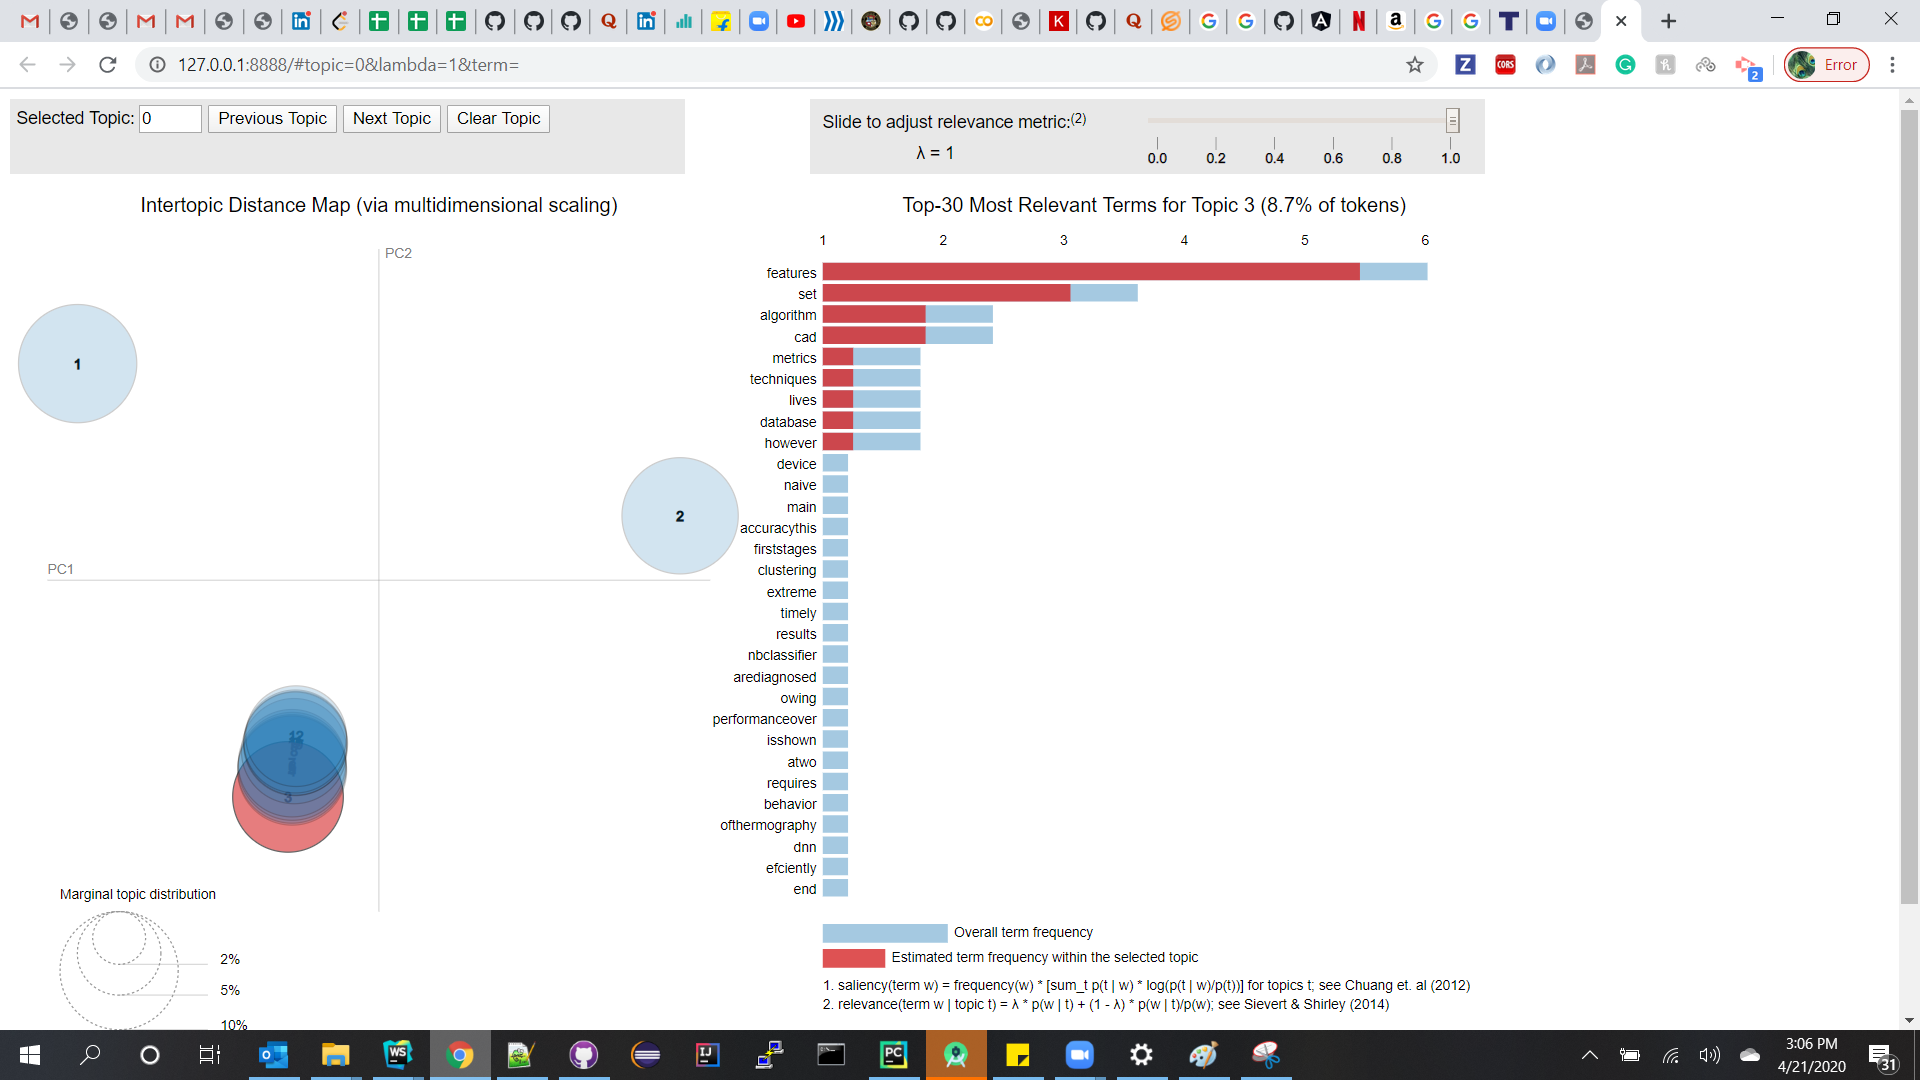 127.0.0.1:8888/#topic=0&lambda=1&term=
Z
CORS
2
Error
Selected Topic: 0 Previous Topic Next Topic Clear Topic
Slide to adjust relevance metric:(2)
λ = 1
0.0 0.2 0.4 0.6 0.8 1.0
Intertopic Distance Map (via multidimensional scaling)
PC2
PC1
1
2
12
3
Marginal topic distribution
2%
5%
10%
Top-30 Most Relevant Terms for Topic 3 (8.7% of tokens)
1 2 3 4 5 6
features
set
algorithm
cad
metrics
techniques
lives
database
however
device
naive
main
accuracythis
firststages
clustering
extreme
timely
results
nbclassifier
arediagnosed
owing
performanceover
isshown
atwo
requires
behavior
ofthermography
dnn
efciently
end
Overall term frequency
Estimated term frequency within the selected topic
1. saliency(term w) = frequency(w) * [sum_t p(t | w) * log(p(t | w)/p(t))] for topics t; see Chuang et. al (2012)
2. relevance(term w | topic t) = λ * p(w | t) + (1 - λ) * p(w | t)/p(w); see Sievert & Shirley (2014)
WS
IJ
PC
3:06 PM
4/21/2020
31